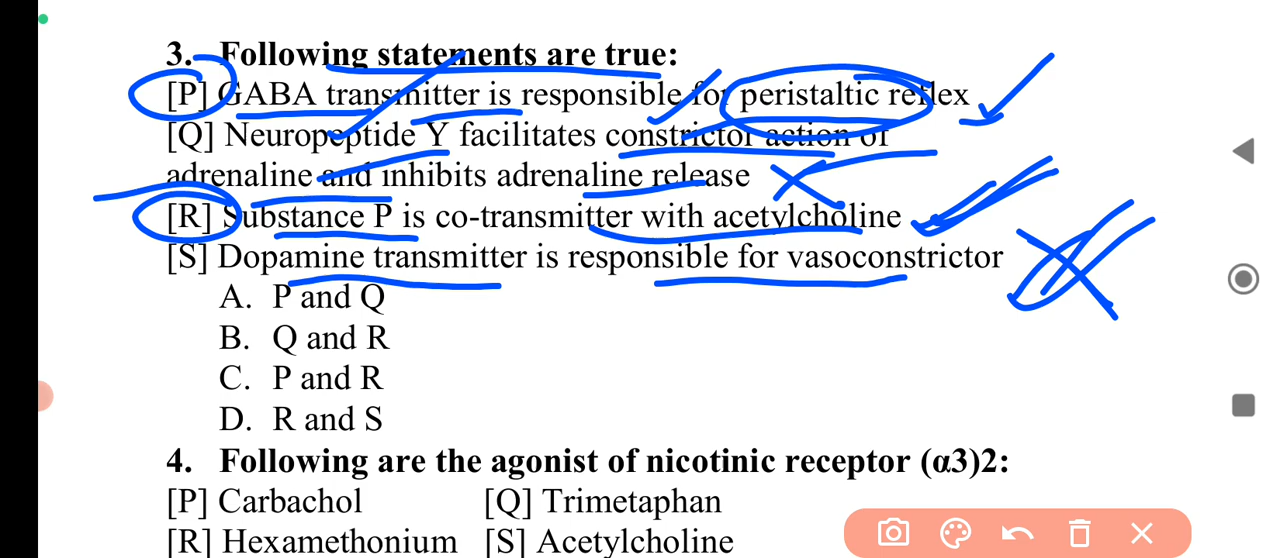 3. Following statements are true:
[P] GABA transmitter is responsible for peristaltic reflex
[Q] Neuropeptide Y facilitates constrictor action of
adrenaline and inhibits adrenaline release
[R] Substance P is co-transmitter with acetylcholine
[S] Dopamine transmitter is responsible for vasoconstrictor
A. P and Q
B. Q and R
C. P and R
D. R and S
4. Following are the agonist of nicotinic receptor (α3)2:
[P] Carbachol [Q] Trimetaphan
[R] Hexamethonium [S] Acetylcholine